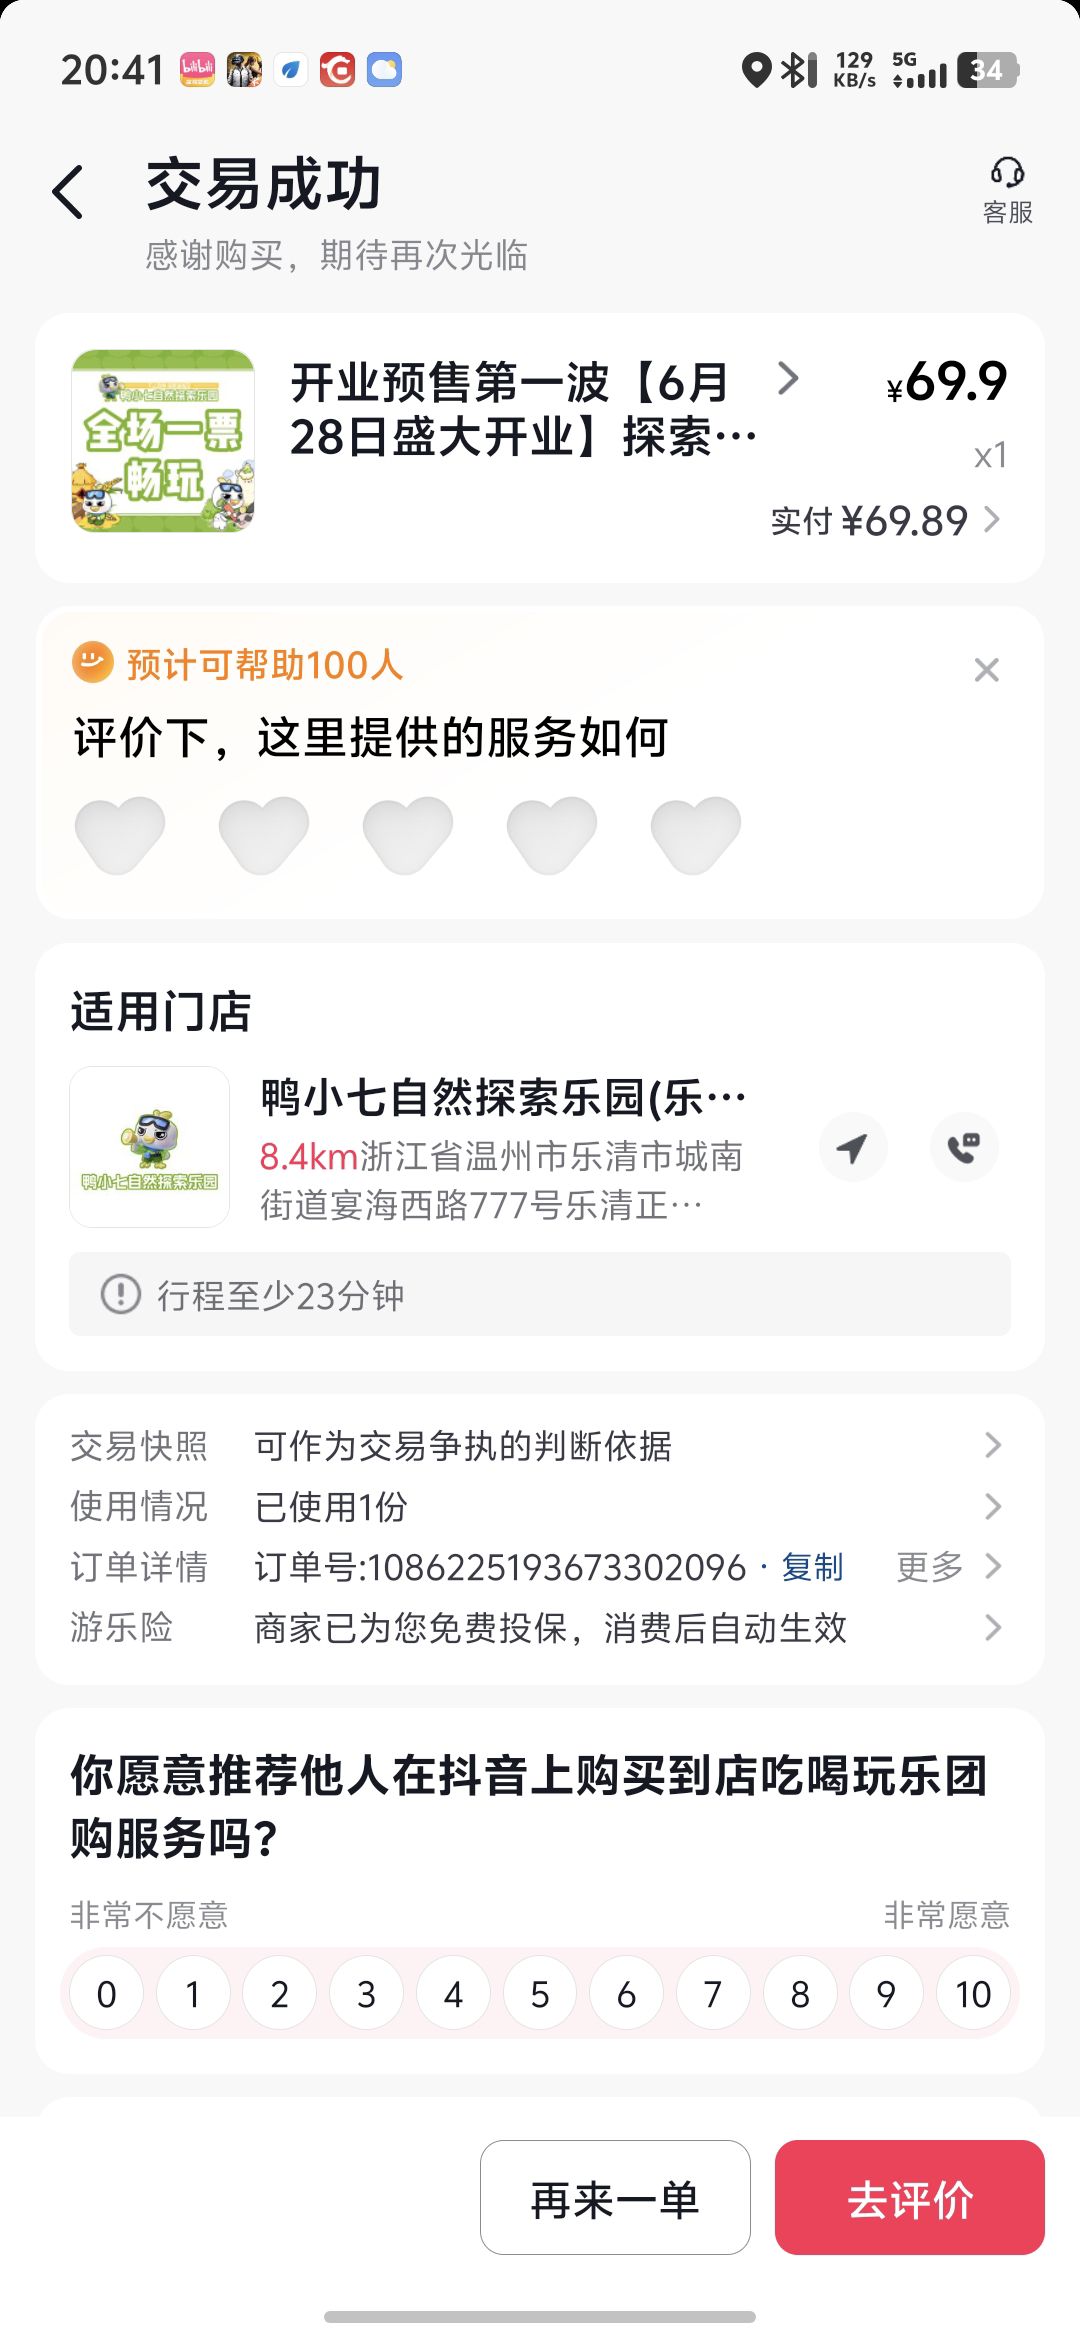 20:41
bilibili
129 KB/s
5G
34
交易成功
客服
感谢购买，期待再次光临
鸭小七自然探索乐园
全场一票
畅玩
开业预售第一波【6月
28日盛大开业】探索…
¥69.9
x1
实付 ¥69.89
预计可帮助100人
评价下，这里提供的服务如何
适用门店
鸭小七自然探索乐园
鸭小七自然探索乐园(乐…
8.4km浙江省温州市乐清市城南
街道宴海西路777号乐清正…
行程至少23分钟
交易快照 可作为交易争执的判断依据
使用情况 已使用1份
订单详情 订单号:1086225193673302096 · 复制 更多
游乐险 商家已为您免费投保，消费后自动生效
你愿意推荐他人在抖音上购买到店吃喝玩乐团
购服务吗？
非常不愿意 非常愿意
0 1 2 3 4 5 6 7 8 9 10
再来一单 去评价